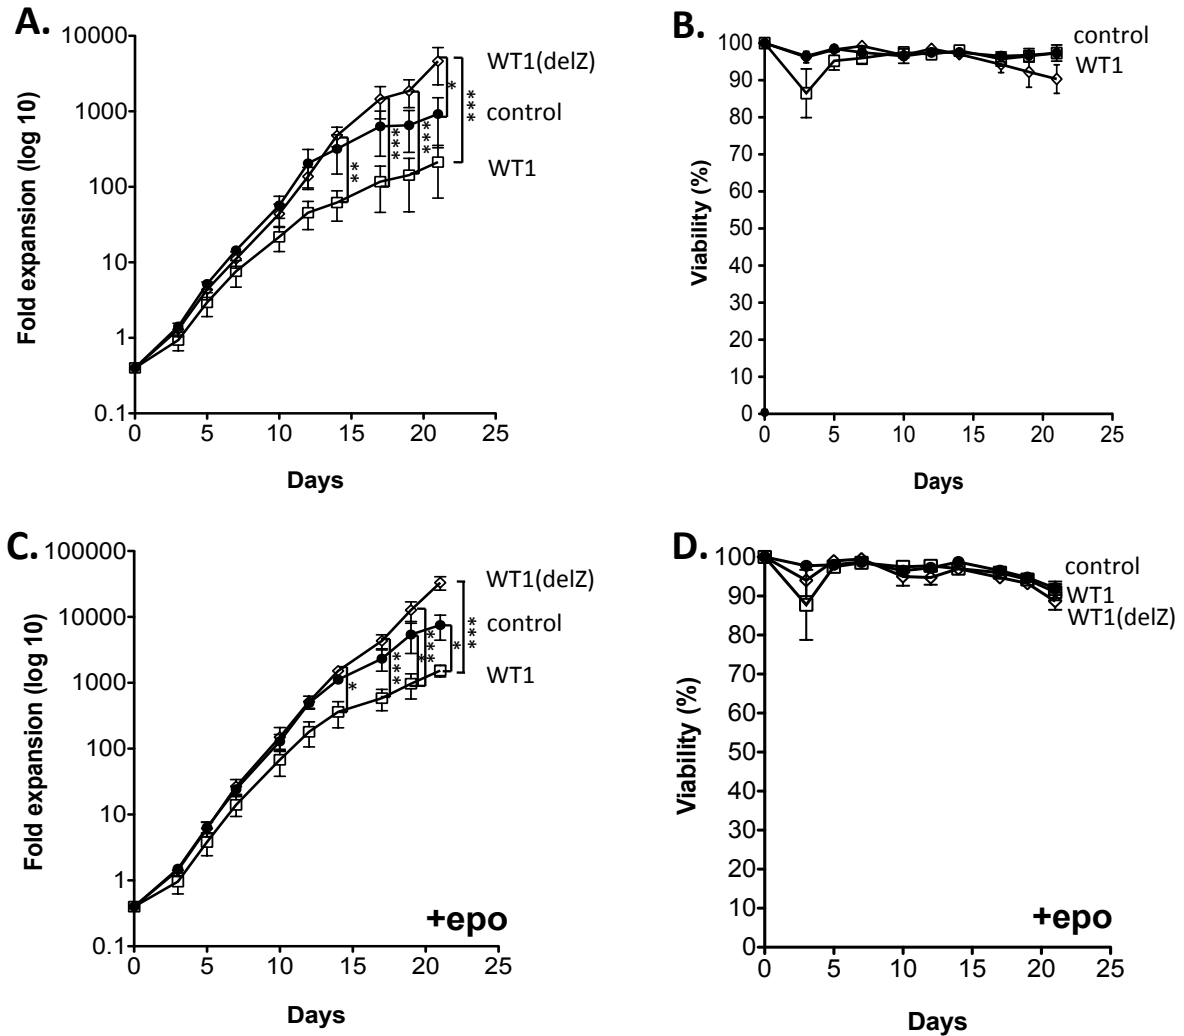 A.
10000
1000
100
10
1
0.1
0 5 10 15 20 25
Fold expansion (log 10)
Days
WT1(delZ)
control
WT1
**
***
***
*
***
B.
100
90
80
70
60
50
40
30
20
10
0
0 5 10 15 20 25
Viability (%)
Days
control
WT1
C.
100000
10000
1000
100
10
1
0.1
0 5 10 15 20 25
Fold expansion (log 10)
Days
WT1(delZ)
control
WT1
*
***
*
***
*
***
+epo
D.
100
90
80
70
60
50
40
30
20
10
0
0 5 10 15 20 25
Viability (%)
Days
control
WT1
WT1(delZ)
+epo